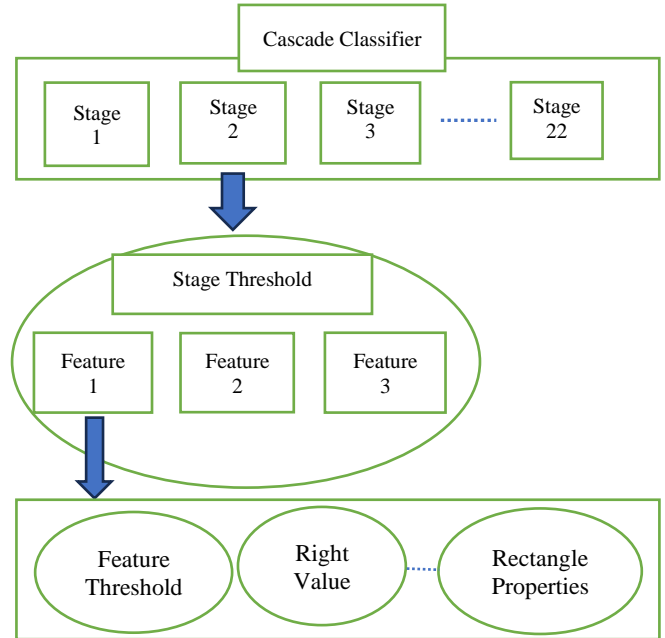 Cascade Classifier
Stage
1
Stage
2
Stage
3
Stage
22
Stage Threshold
Feature
1
Feature
2
Feature
3
Feature
Threshold
Right
Value
Rectangle
Properties